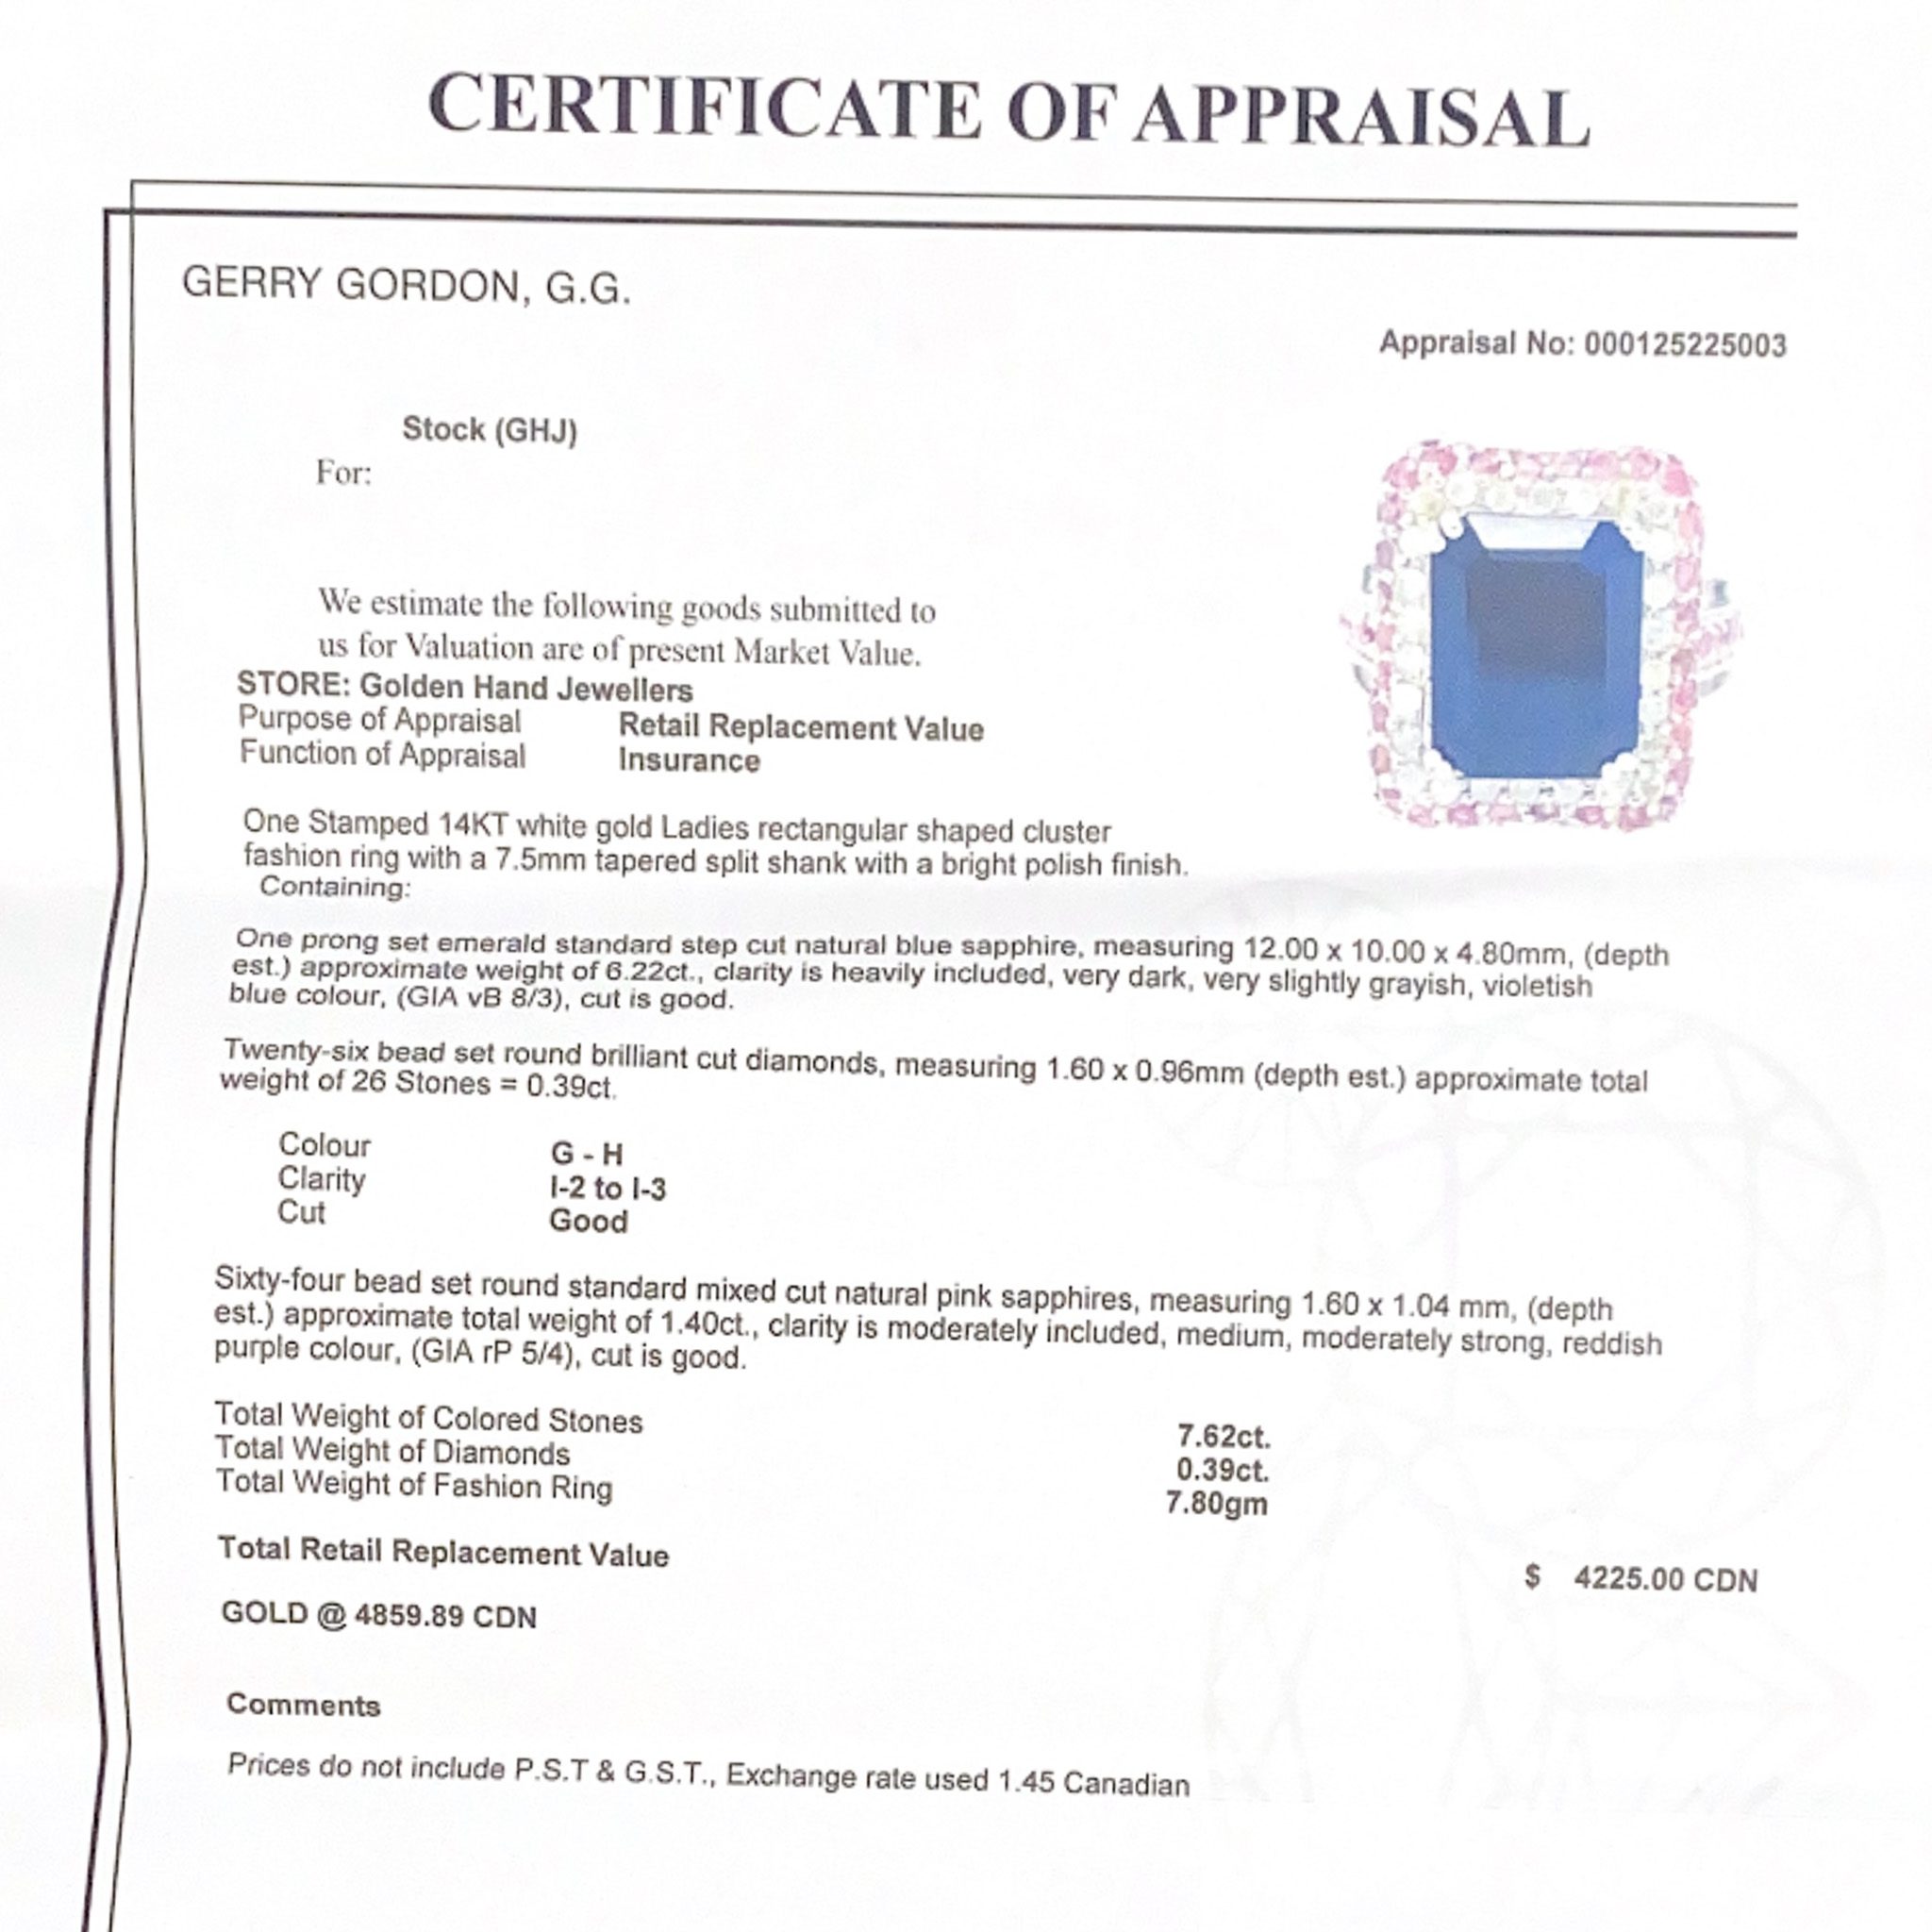 CERTIFICATE OF APPRAISAL
GERRY GORDON, G.G.
Appraisal No: 000125225003
Stock (GHJ)
For:
We estimate the following goods submitted to
us for Valuation are of present Market Value.
STORE: Golden Hand Jewellers
Purpose of Appraisal Retail Replacement Value
Function of Appraisal Insurance
One Stamped 14KT white gold Ladies rectangular shaped cluster
fashion ring with a 7.5mm tapered split shank with a bright polish finish.
Containing:
One prong set emerald standard step cut natural blue sapphire, measuring 12.00 x 10.00 x 4.80mm, (depth
est.) approximate weight of 6.22ct., clarity is heavily included, very dark, very slightly grayish, violetish
blue colour, (GIA vB 8/3), cut is good.
Twenty-six bead set round brilliant cut diamonds, measuring 1.60 x 0.96mm (depth est.) approximate total
weight of 26 Stones = 0.39ct.
Colour G - H
Clarity I-2 to I-3
Cut Good
Sixty-four bead set round standard mixed cut natural pink sapphires, measuring 1.60 x 1.04 mm, (depth
est.) approximate total weight of 1.40ct., clarity is moderately included, medium, moderately strong, reddish
purple colour, (GIA rP 5/4), cut is good.
Total Weight of Colored Stones 7.62ct.
Total Weight of Diamonds 0.39ct.
Total Weight of Fashion Ring 7.80gm
Total Retail Replacement Value $ 4225.00 CDN
GOLD @ 4859.89 CDN
Comments
Prices do not include P.S.T & G.S.T., Exchange rate used 1.45 Canadian